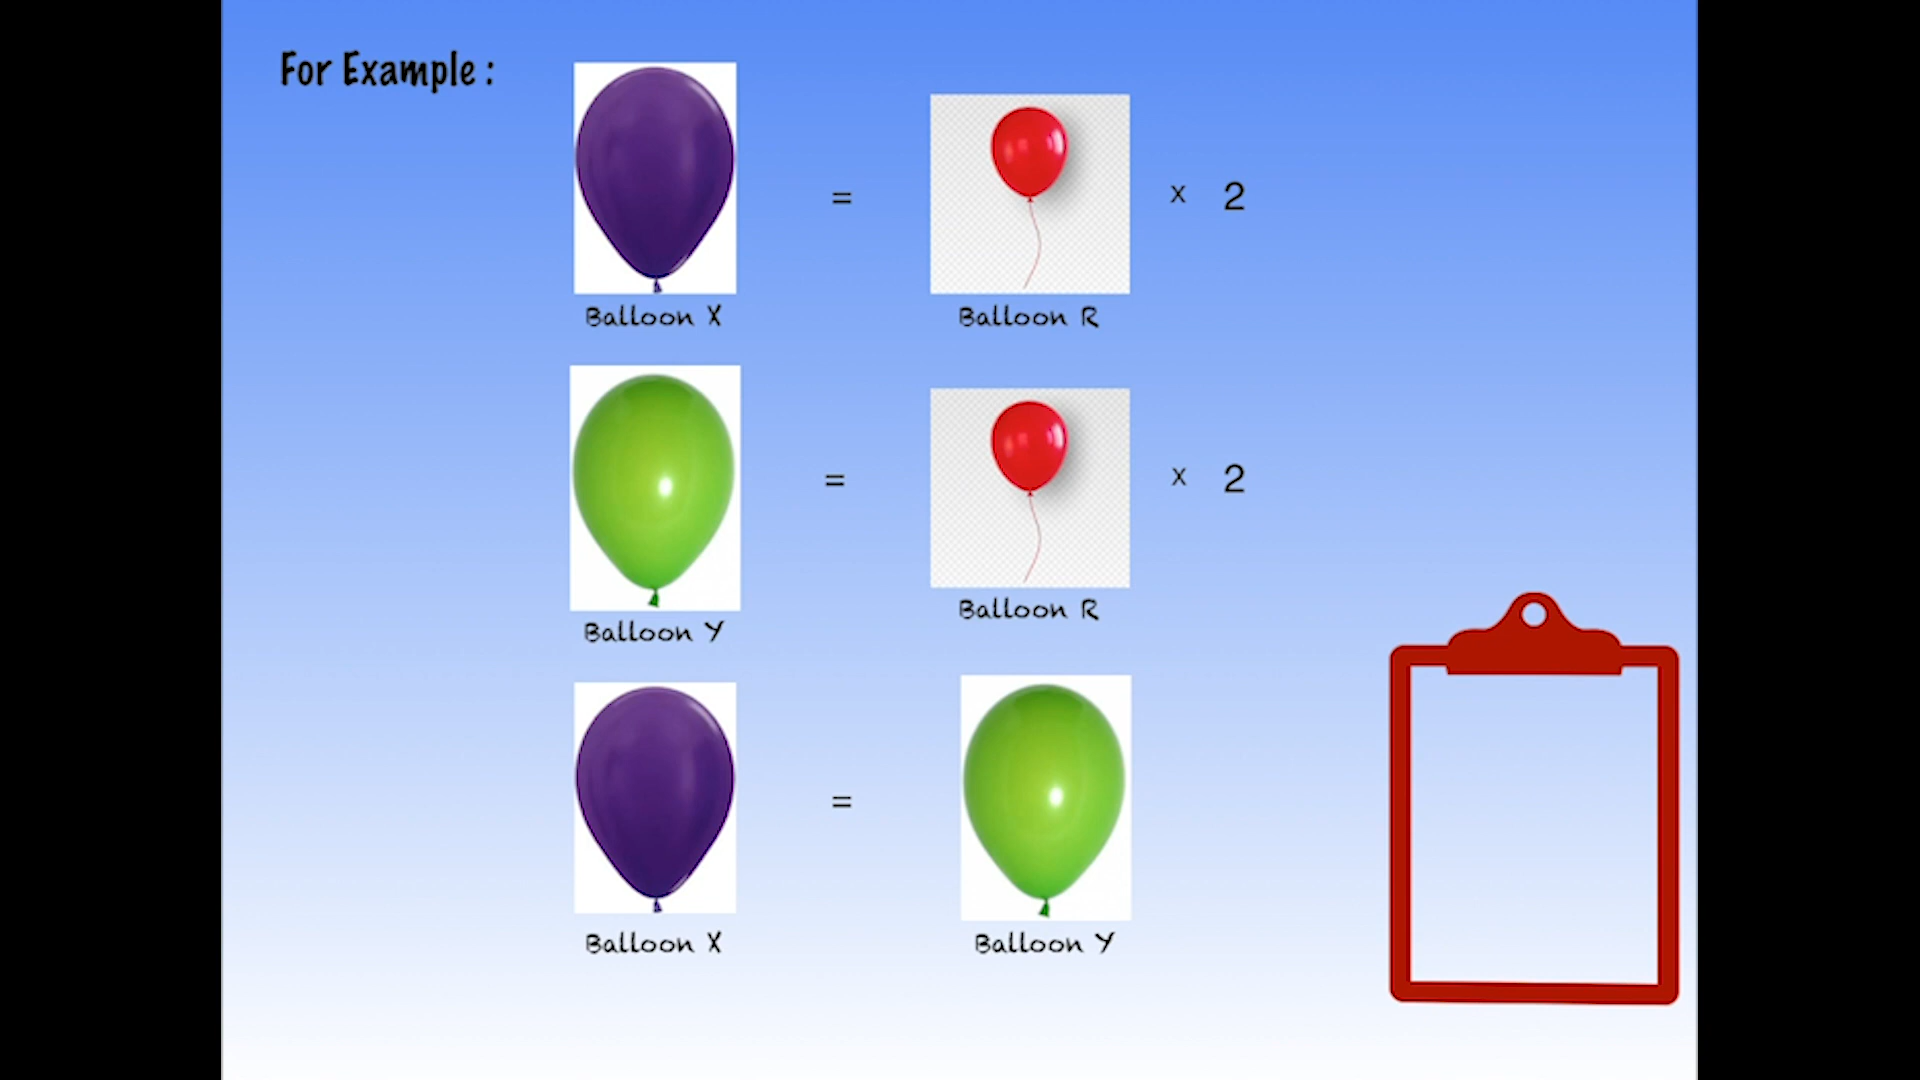 For Example :
= x 2
Balloon X Balloon R
= x 2
Balloon R
Balloon Y
=
Balloon X Balloon Y